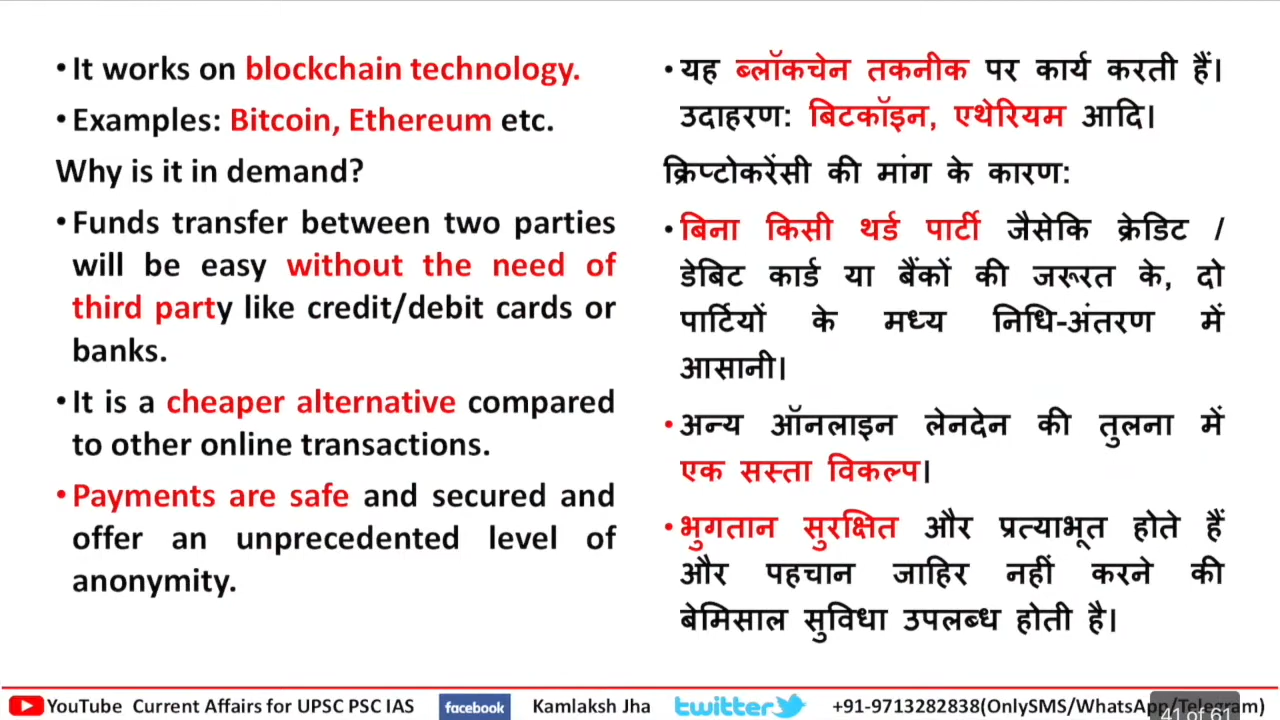 • It works on blockchain technology.
• Examples: Bitcoin, Ethereum etc.
Why is it in demand?
• Funds transfer between two parties
will be easy without the need of
third party like credit/debit cards or
banks.
• It is a cheaper alternative compared
to other online transactions.
• Payments are safe and secured and
offer an unprecedented level of
anonymity.
• यह ब्लॉकचेन तकनीक पर कार्य करती हैं।
उदाहरण: बिटकॉइन, एथेरियम आदि।
क्रिप्टोकरेंसी की मांग के कारण:
• बिना किसी थर्ड पार्टी जैसेकि क्रेडिट /
डेबिट कार्ड या बैंकों की जरूरत के, दो
पार्टियों के मध्य निधि-अंतरण में
आसानी।
• अन्य ऑनलाइन लेनदेन की तुलना में
एक सस्ता विकल्प।
• भुगतान सुरक्षित और प्रत्याभूत होते हैं
और पहचान जाहिर नहीं करने की
बेमिसाल सुविधा उपलब्ध होती है।
YouTube Current Affairs for UPSC PSC IAS facebook Kamlaksh Jha twitter +91-9713282838(OnlySMS/WhatsApp/Telegram)
41 of 61